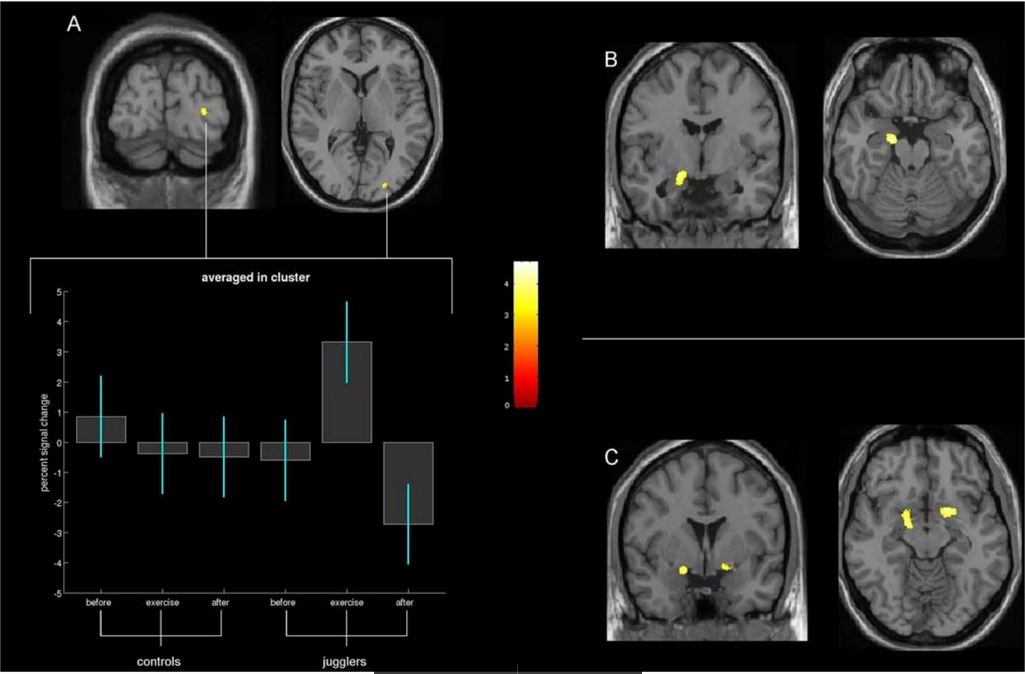 A
B
averaged in cluster
5
4
3
2
1
0
-1
-2
-3
-4
-5
percent signal change
before exercise after before exercise after
controls jugglers
4
3
2
1
0
C